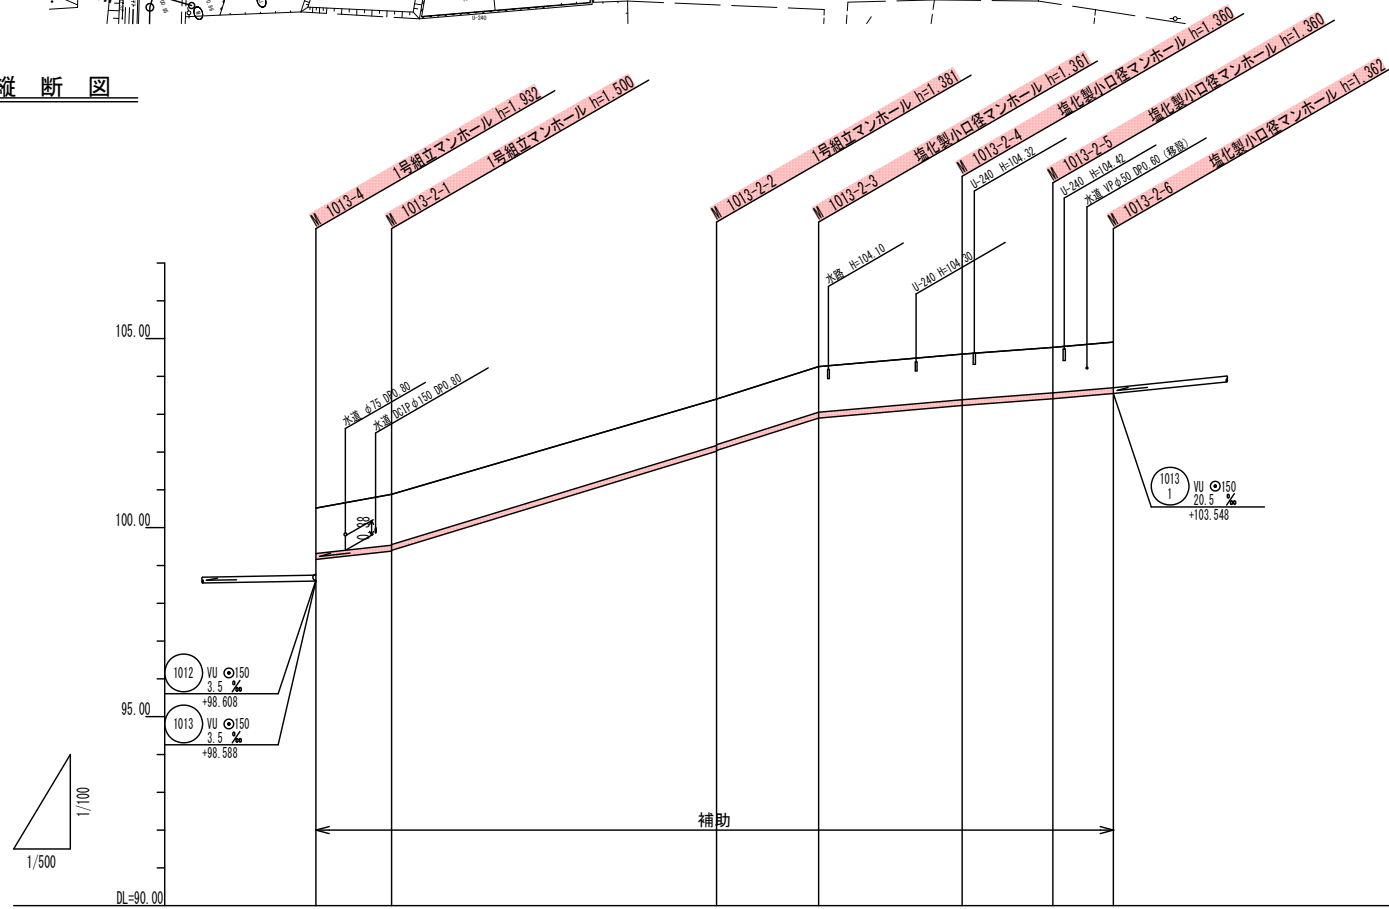 U-240
縦 断 図
M 1013-4 1号組立マンホール h=1.932
M 1013-2-1 1号組立マンホール h=1.500
M 1013-2-2 1号組立マンホール h=1.381
M 1013-2-3 塩化製小口径マンホール h=1.361
M 1013-2-4 塩化製小口径マンホール h=1.360
M 1013-2-5 塩化製小口径マンホール h=1.360
M 1013-2-6 塩化製小口径マンホール h=1.362
U-240 H=104.32
U-240 H=104.42
水道 VPφ50 DP0.60 (移設)
水路 H=104.10
U-240 H=104.30
105.00
水道 φ75 DP0.80
水道 DCIPφ150 DP0.80
0.38
100.00
1013
1
VU ⦿150
20.5 ‰
+103.548
1012
VU ⦿150
3.5 ‰
+98.608
95.00
1013
VU ⦿150
3.5 ‰
+98.588
1/100
1/500
補助
DL=90.00